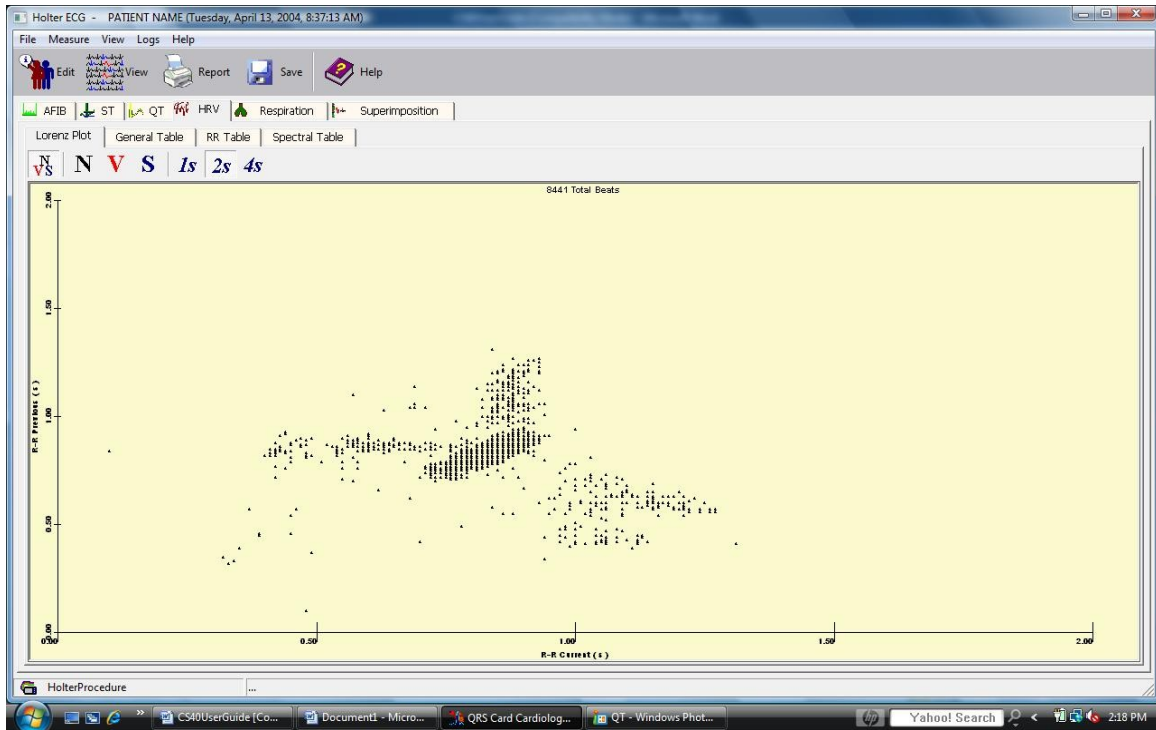 Holter ECG - PATIENT NAME (Tuesday, April 13, 2004, 8:37:13 AM)
File Measure View Logs Help
Edit View Report Save Help
AFIB ST QT HRV Respiration Superimposition
Lorenz Plot General Table RR Table Spectral Table
N VS N V S 1s 2s 4s
8441 Total Beats
2.00
1.50
1.00
R-R Previous (s)
0.50
0.00
0.00 0.50 1.00 1.50 2.00
R-R Current (s)
HolterProcedure ...
» CS40UserGuide [Co... Document1 - Micro... QRS Card Cardiolog... QT - Windows Phot... hp Yahoo! Search < 2:18 PM